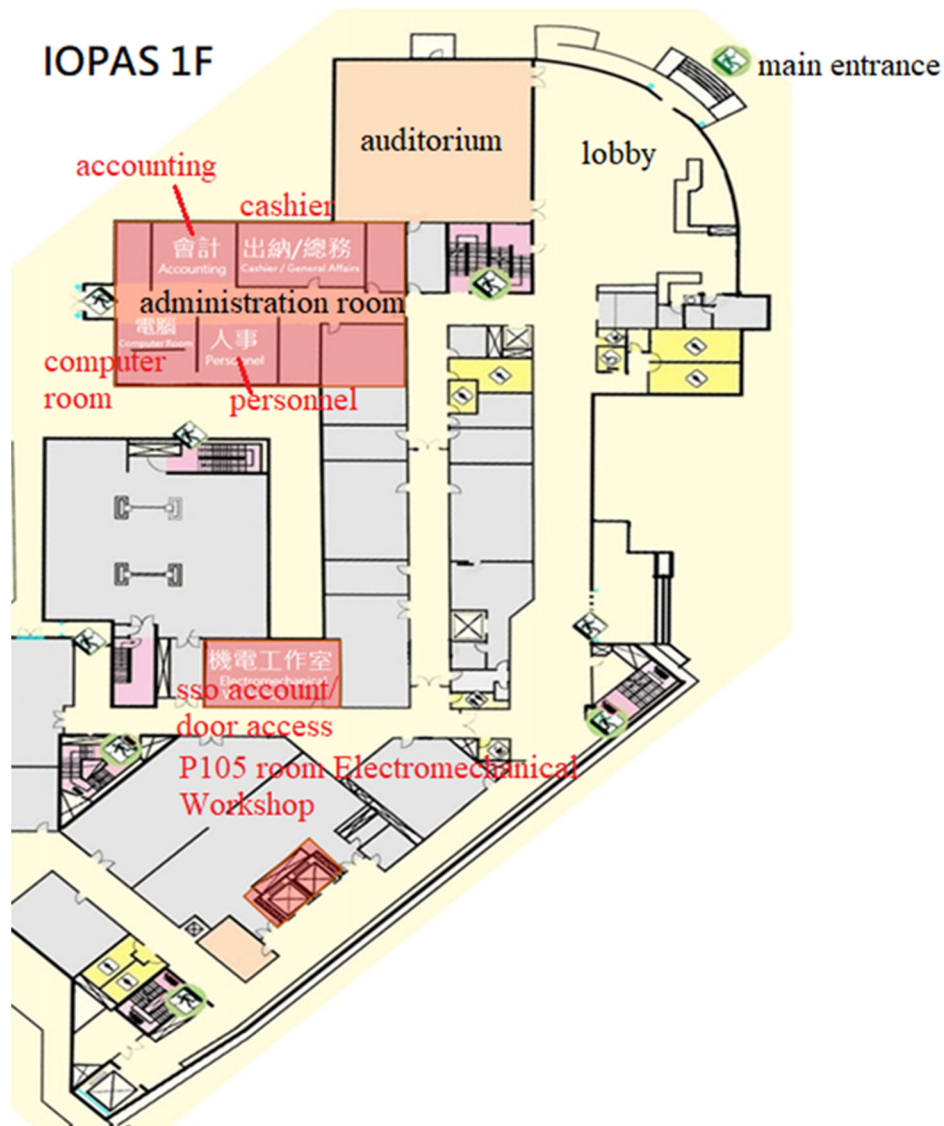 IOPAS 1F
main entrance
auditorium
lobby
accounting
cashier
會計
Accounting
出納/總務
Cashier / General Affairs
administration room
電腦
Computer Room
人事
Personnel
computer
room
personnel
機電工作室
Electromechanical
sso account/
door access
P105 room Electromechanical
Workshop